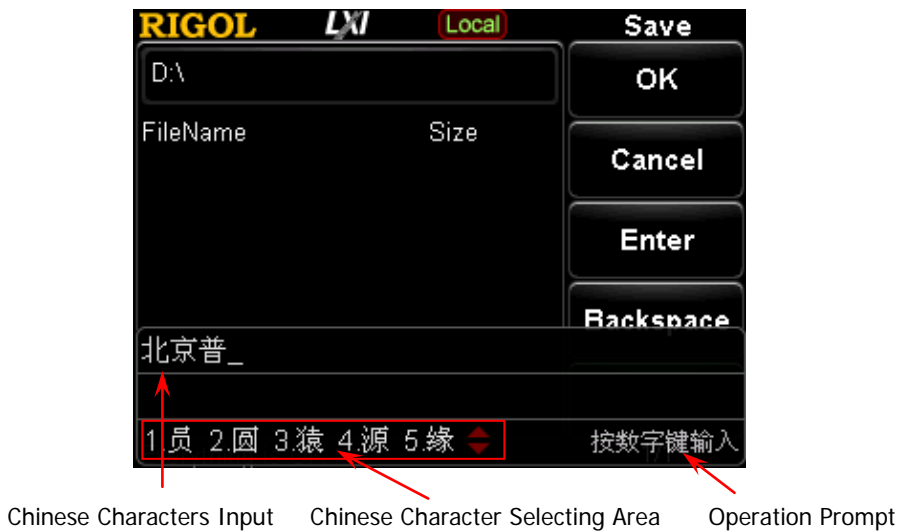 RIGOL LXI Local Save
D:\
OK
FileName Size
Cancel
Enter
Backspace
北京普_
1.员 2.圆 3.猿 4.源 5.缘
按数字键输入
Chinese Characters Input Chinese Character Selecting Area Operation Prompt